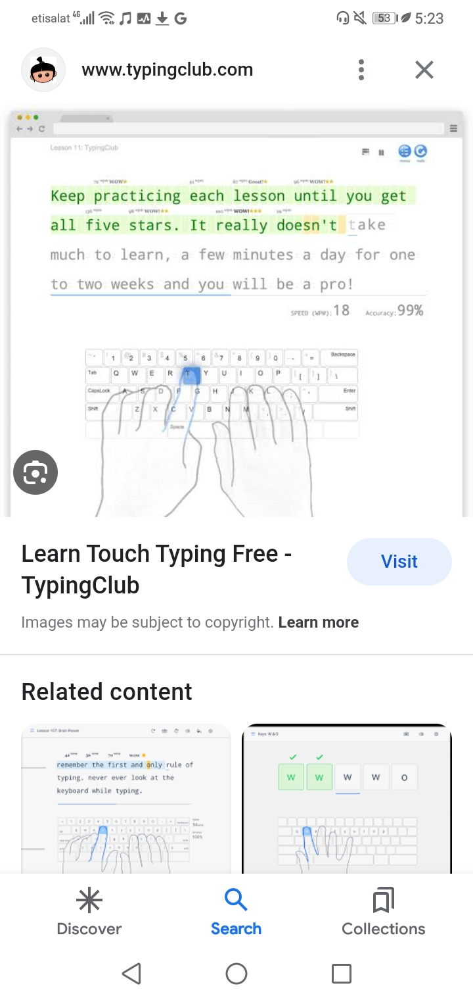 etisalat 4G 53 5:23
www.typingclub.com
Lesson 11: TypingClub
WOW! Great! WOW!
Keep practicing each lesson until you get
WOW! WOW!
all five stars. It really doesn't take
much to learn, a few minutes a day for one
to two weeks and you will be a pro!
SPEED (WPM): 18 Accuracy: 99%
1 2 3 4 5 6 7 8 9 0 - = Backspace
Tab Q W E R T Y U I O P [ ] \
CapsLock A S D F G H J K L Enter
Shift Z X C V B N M Shift
Space
Learn Touch Typing Free -
TypingClub
Visit
Images may be subject to copyright. Learn more
Related content
Lesson 107: Brain Power
remember the first and only rule of
typing. never ever look at the
keyboard while typing.
100%
Keys: W & O
W W W W O
Discover Search Collections